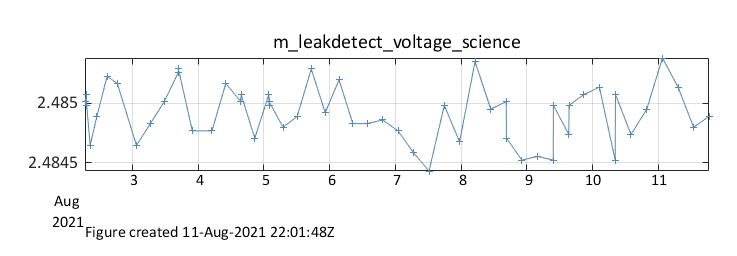 m_leakdetect_voltage_science
2.485
2.4845
3 4 5 6 7 8 9 10 11
Aug
2021
Figure created 11-Aug-2021 22:01:48Z